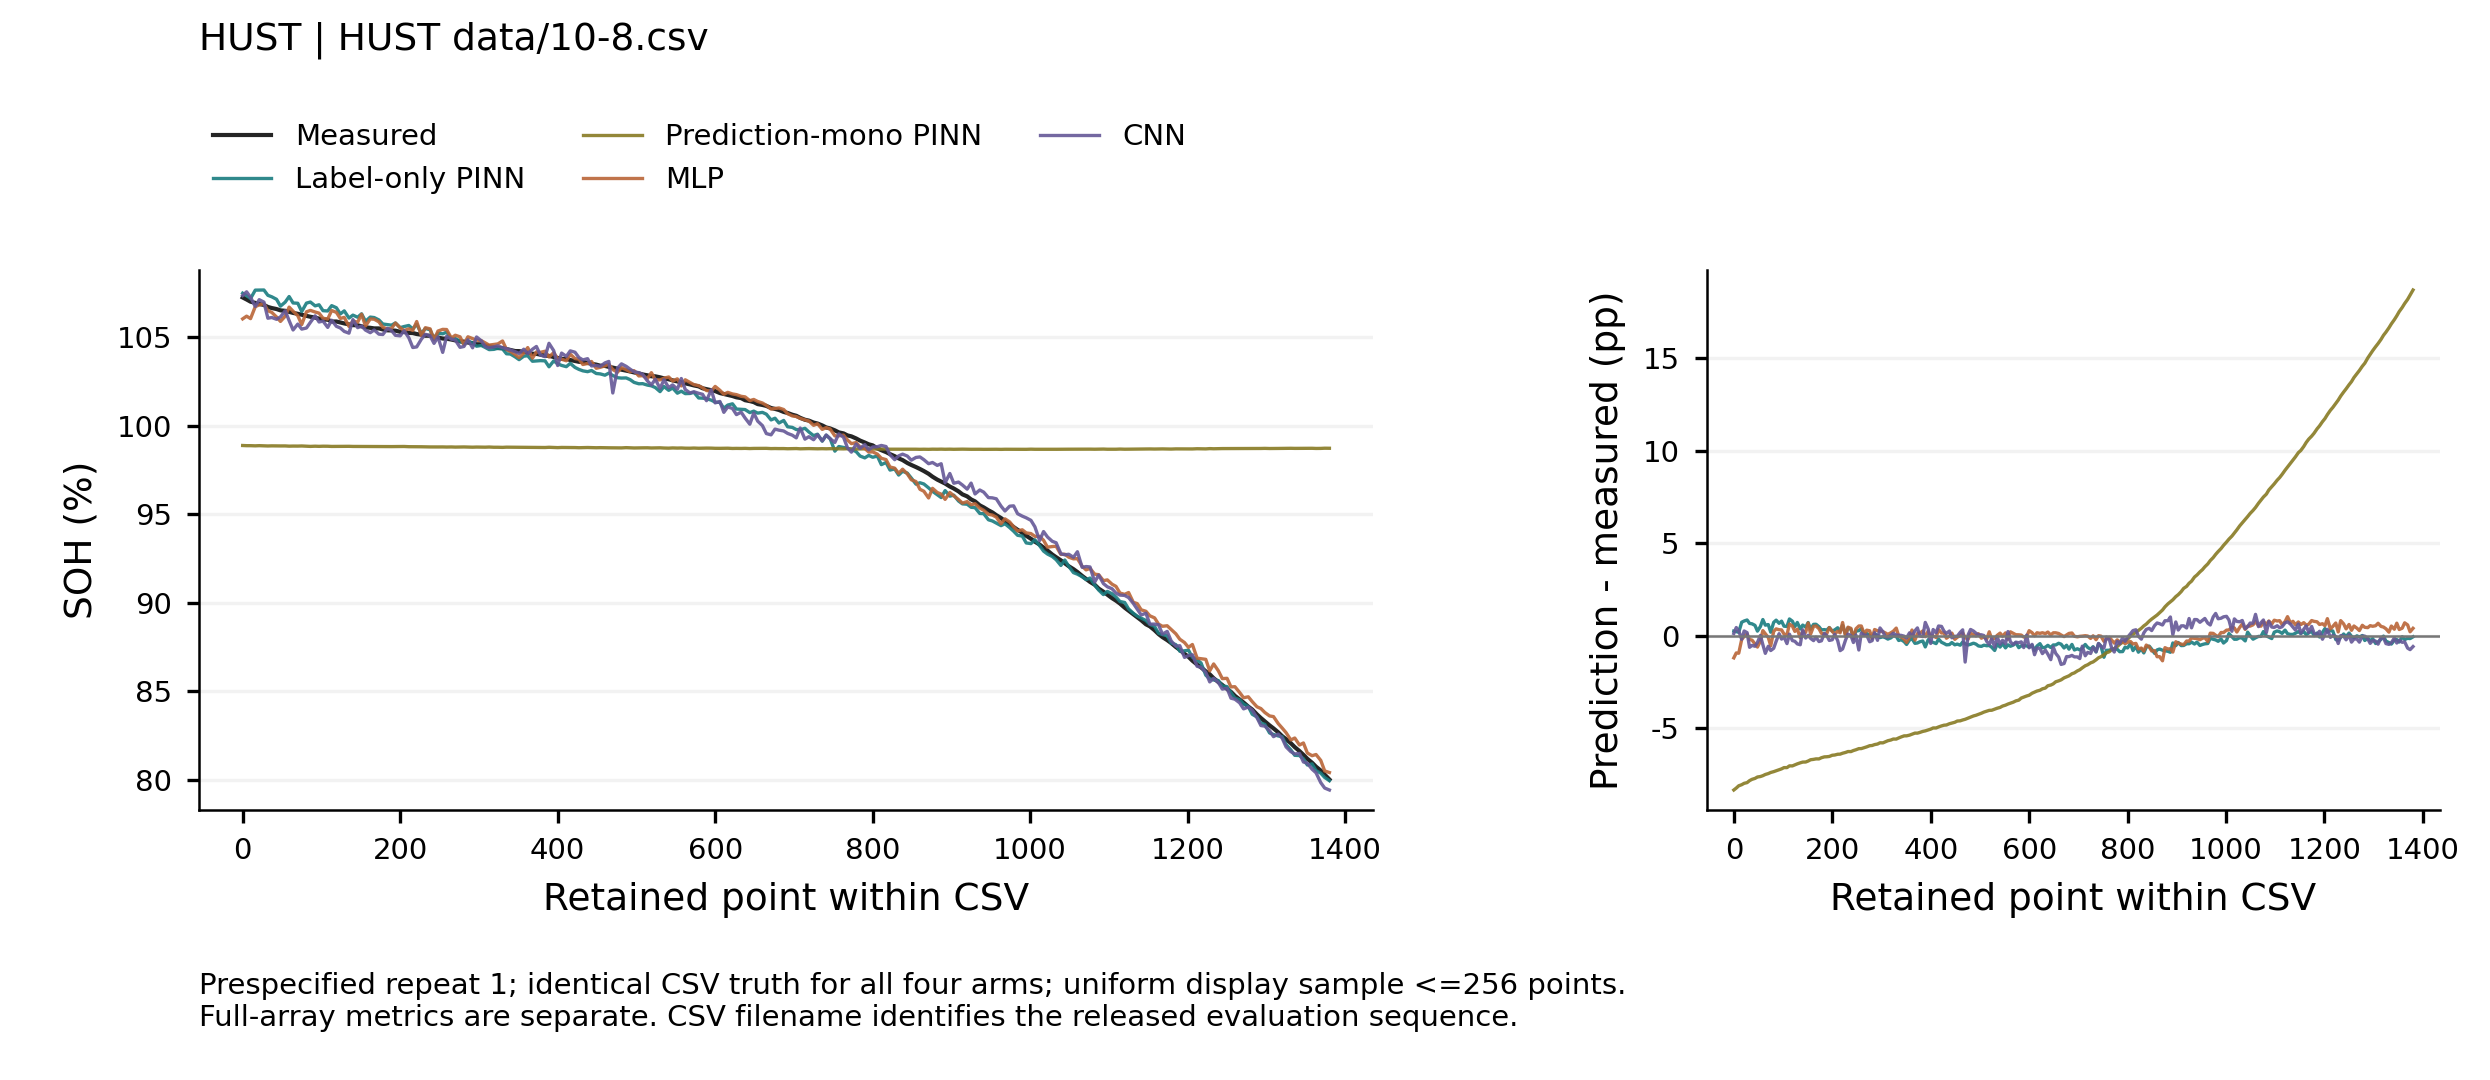 HUST | HUST data/10-8.csv
Measured
Label-only PINN
Prediction-mono PINN
MLP
CNN
SOH (%)
105
100
95
90
85
80
0 200 400 600 800 1000 1200 1400
Retained point within CSV
Prediction - measured (pp)
15
10
5
0
-5
0 200 400 600 800 1000 1200 1400
Retained point within CSV
Prespecified repeat 1; identical CSV truth for all four arms; uniform display sample <=256 points.
Full-array metrics are separate. CSV filename identifies the released evaluation sequence.